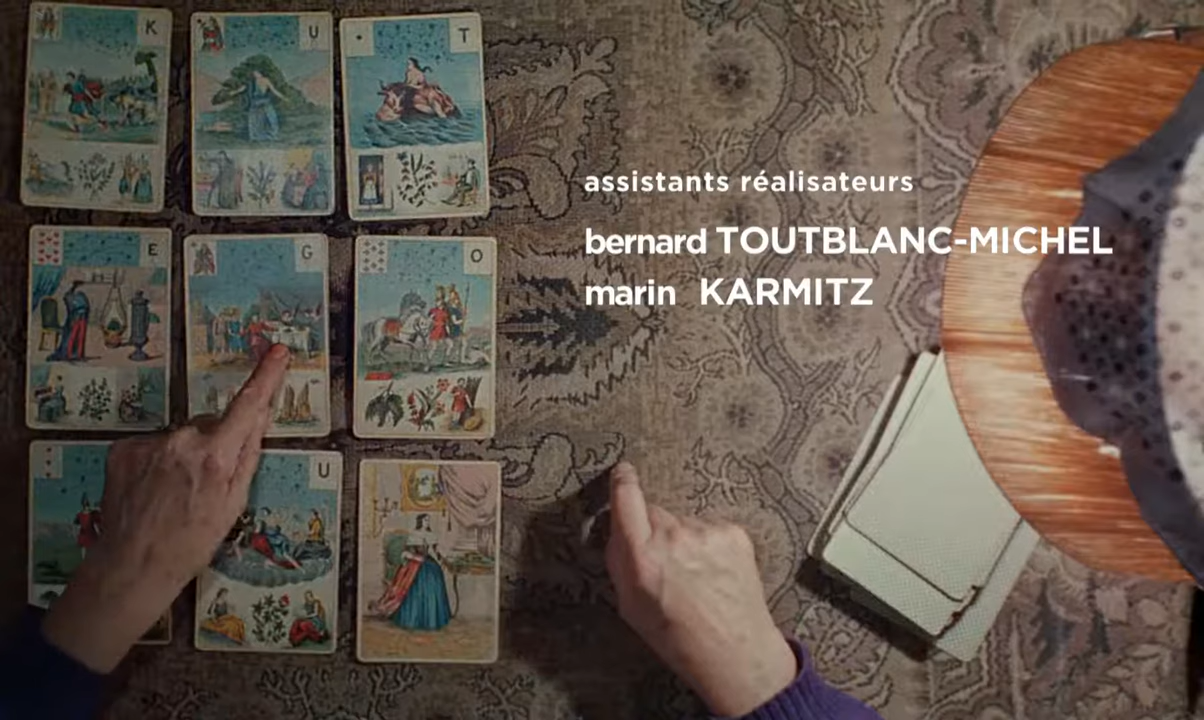 K
U
T
assistants réalisateurs
bernard TOUTBLANC-MICHEL
marin KARMITZ
E
G
O
U